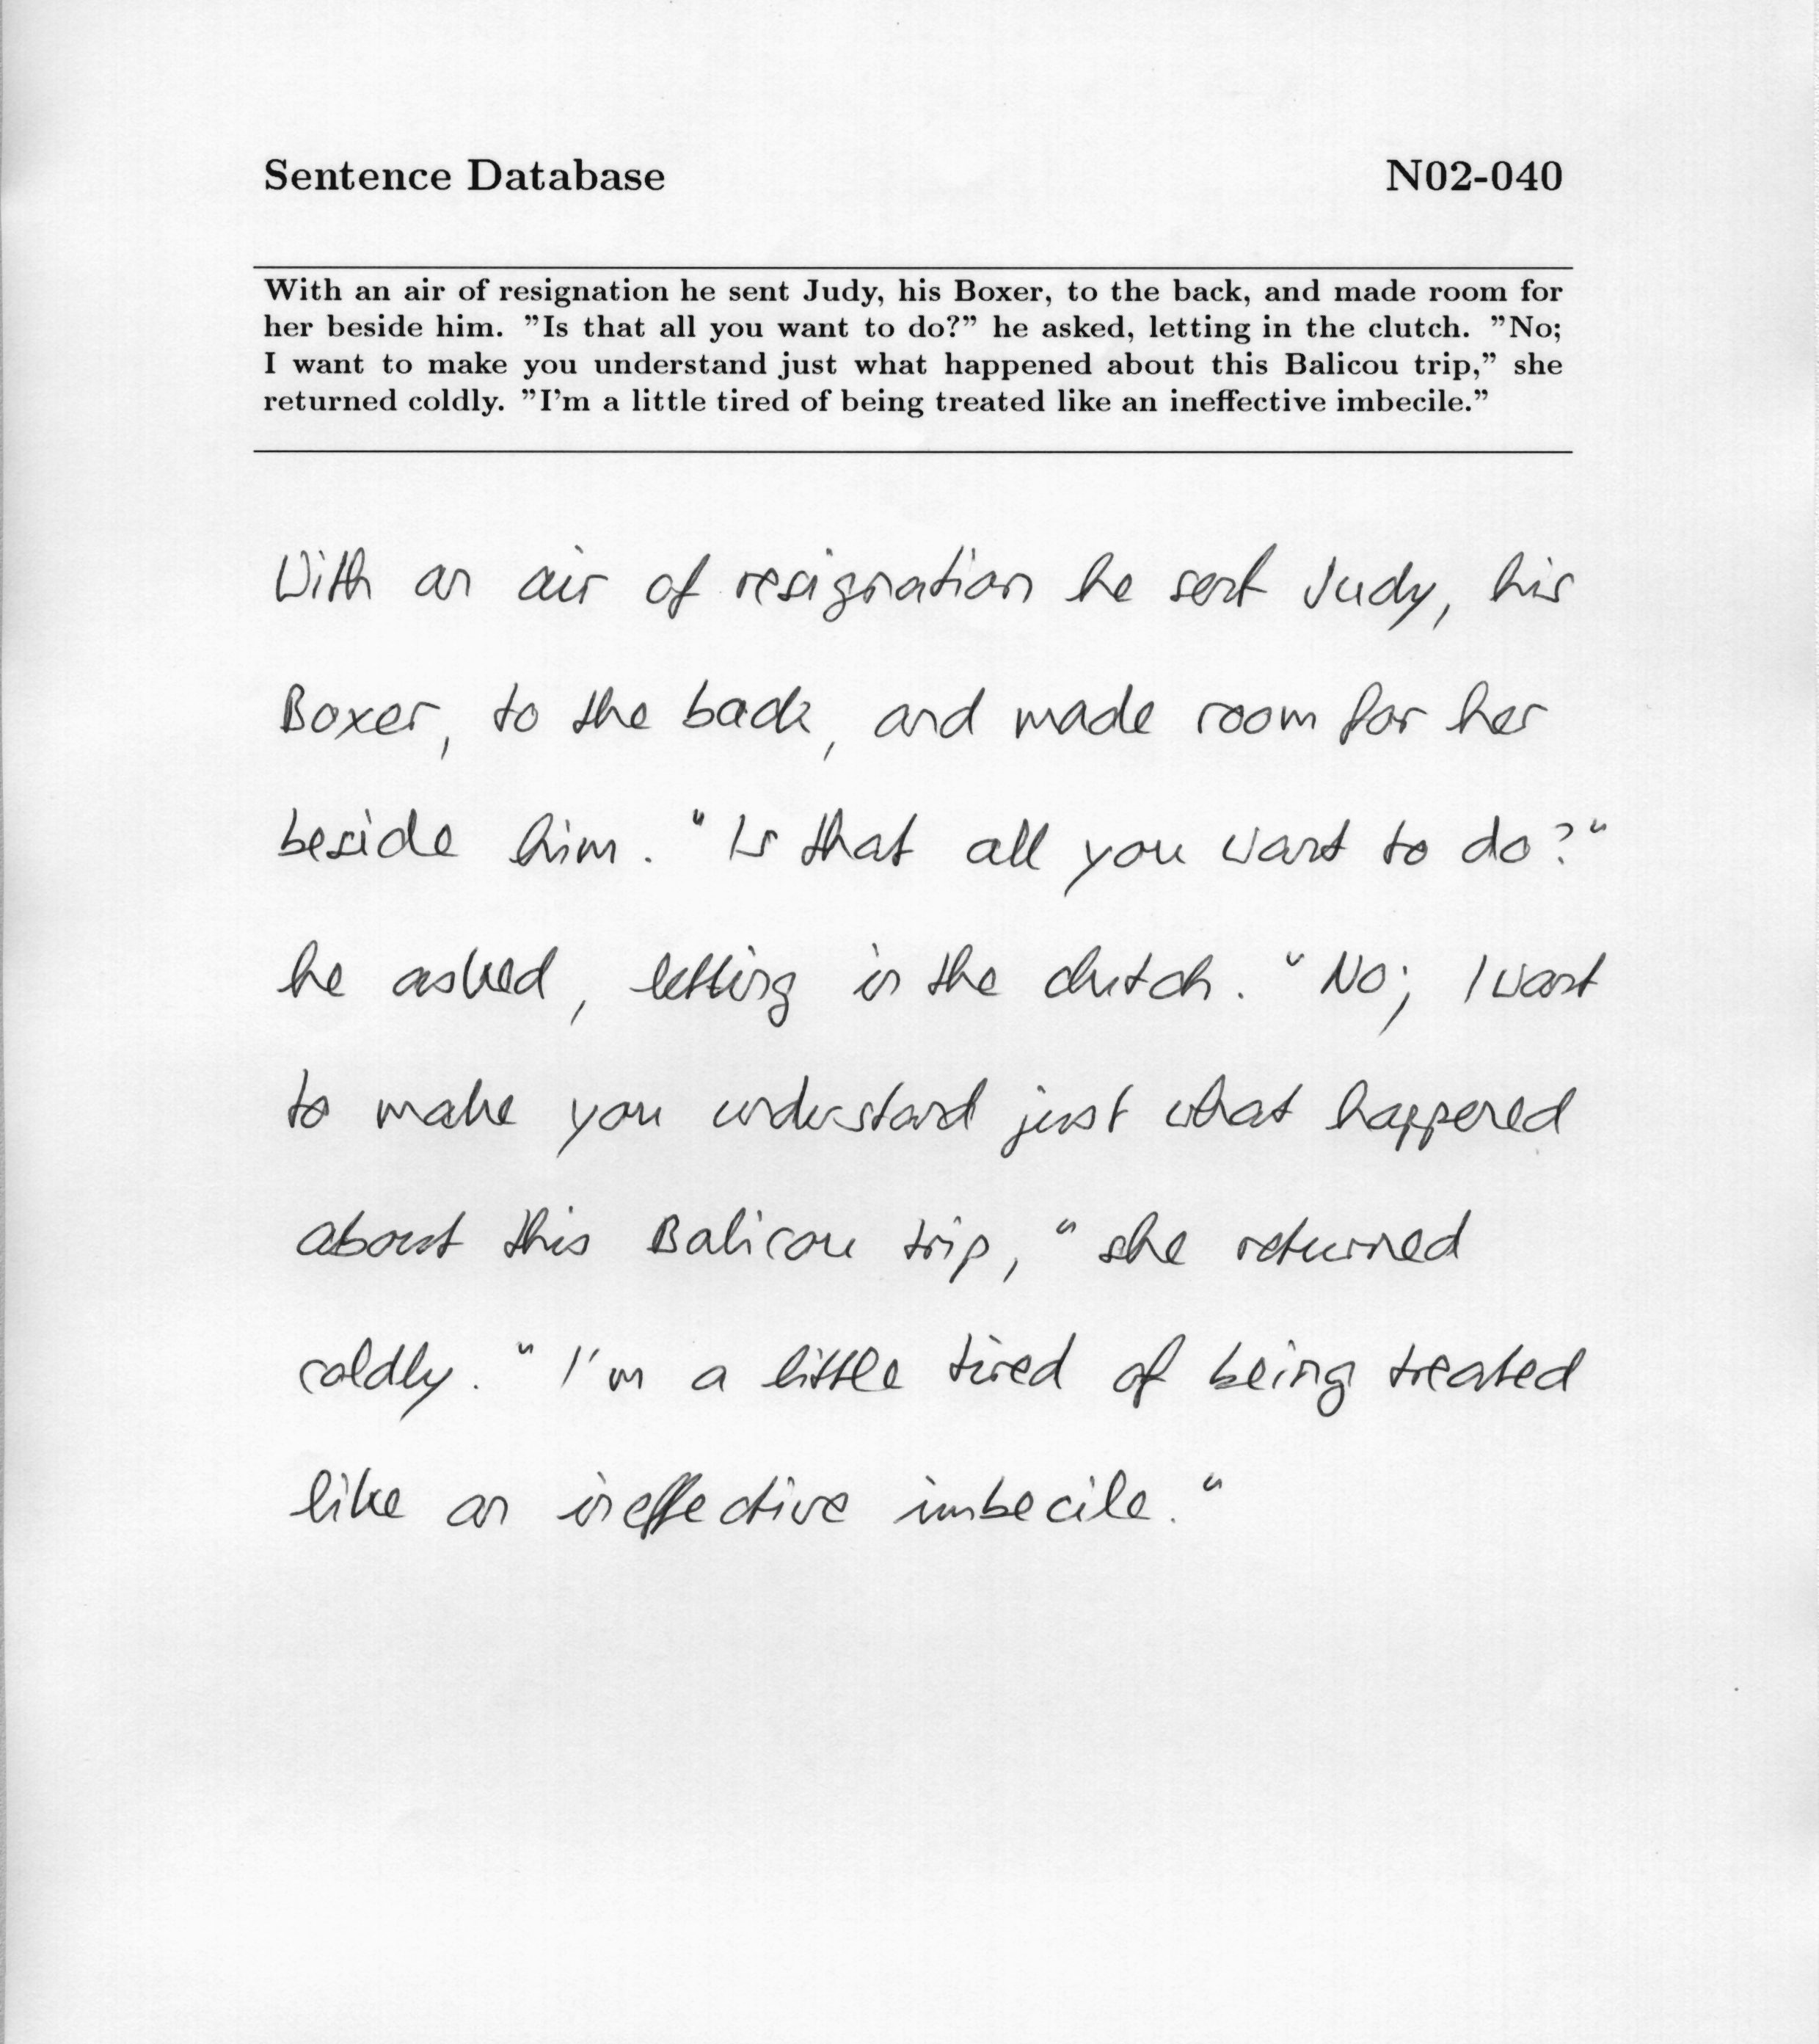 Sentence Database N02-040
With an air of resignation he sent Judy, his Boxer, to the back, and made room for
her beside him. ”Is that all you want to do?” he asked, letting in the clutch. ”No;
I want to make you understand just what happened about this Balicou trip,” she
returned coldly. ”I'm a little tired of being treated like an ineffective imbecile.”
With an air of resignation he sent Judy, his
Boxer, to the back, and made room for her
beside him. "Is that all you want to do?"
he asked, letting in the clutch. "No; I want
to make you understand just what happened
about this Balicou trip," she returned
coldly. "I'm a little tired of being treated
like an ineffective imbecile."